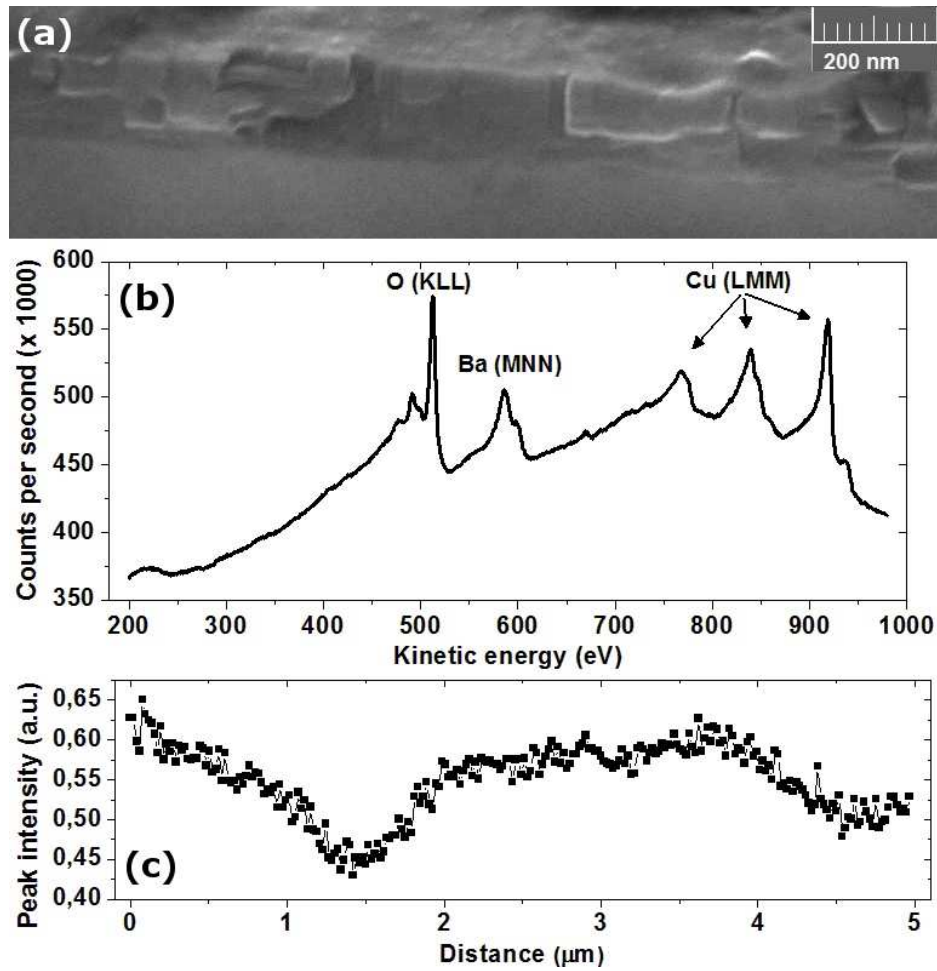 (a)
200 nm
(b)
O (KLL)
Ba (MNN)
Cu (LMM)
Counts per second (x 1000)
600
550
500
450
400
350
200 300 400 500 600 700 800 900 1000
Kinetic energy (eV)
(c)
Peak intensity (a.u.)
0,65
0,60
0,55
0,50
0,45
0,40
0 1 2 3 4 5
Distance (μm)